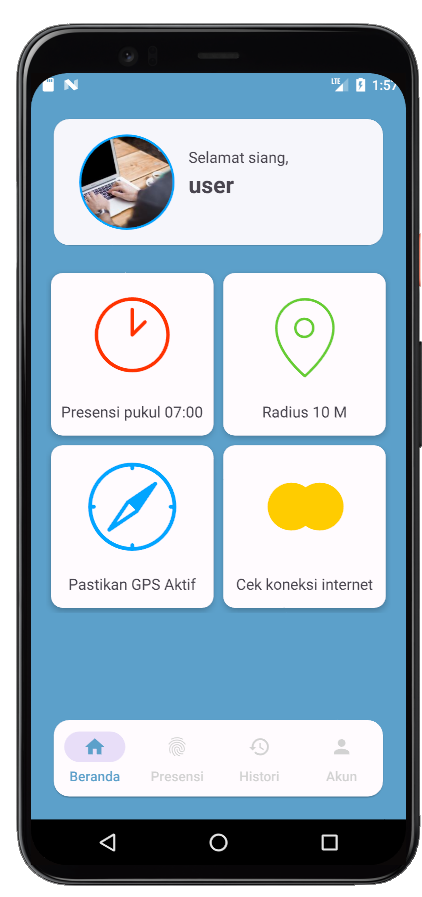 LTE 1:57
Selamat siang,
user
Presensi pukul 07:00
Radius 10 M
Pastikan GPS Aktif
Cek koneksi internet
Beranda
Presensi
Histori
Akun